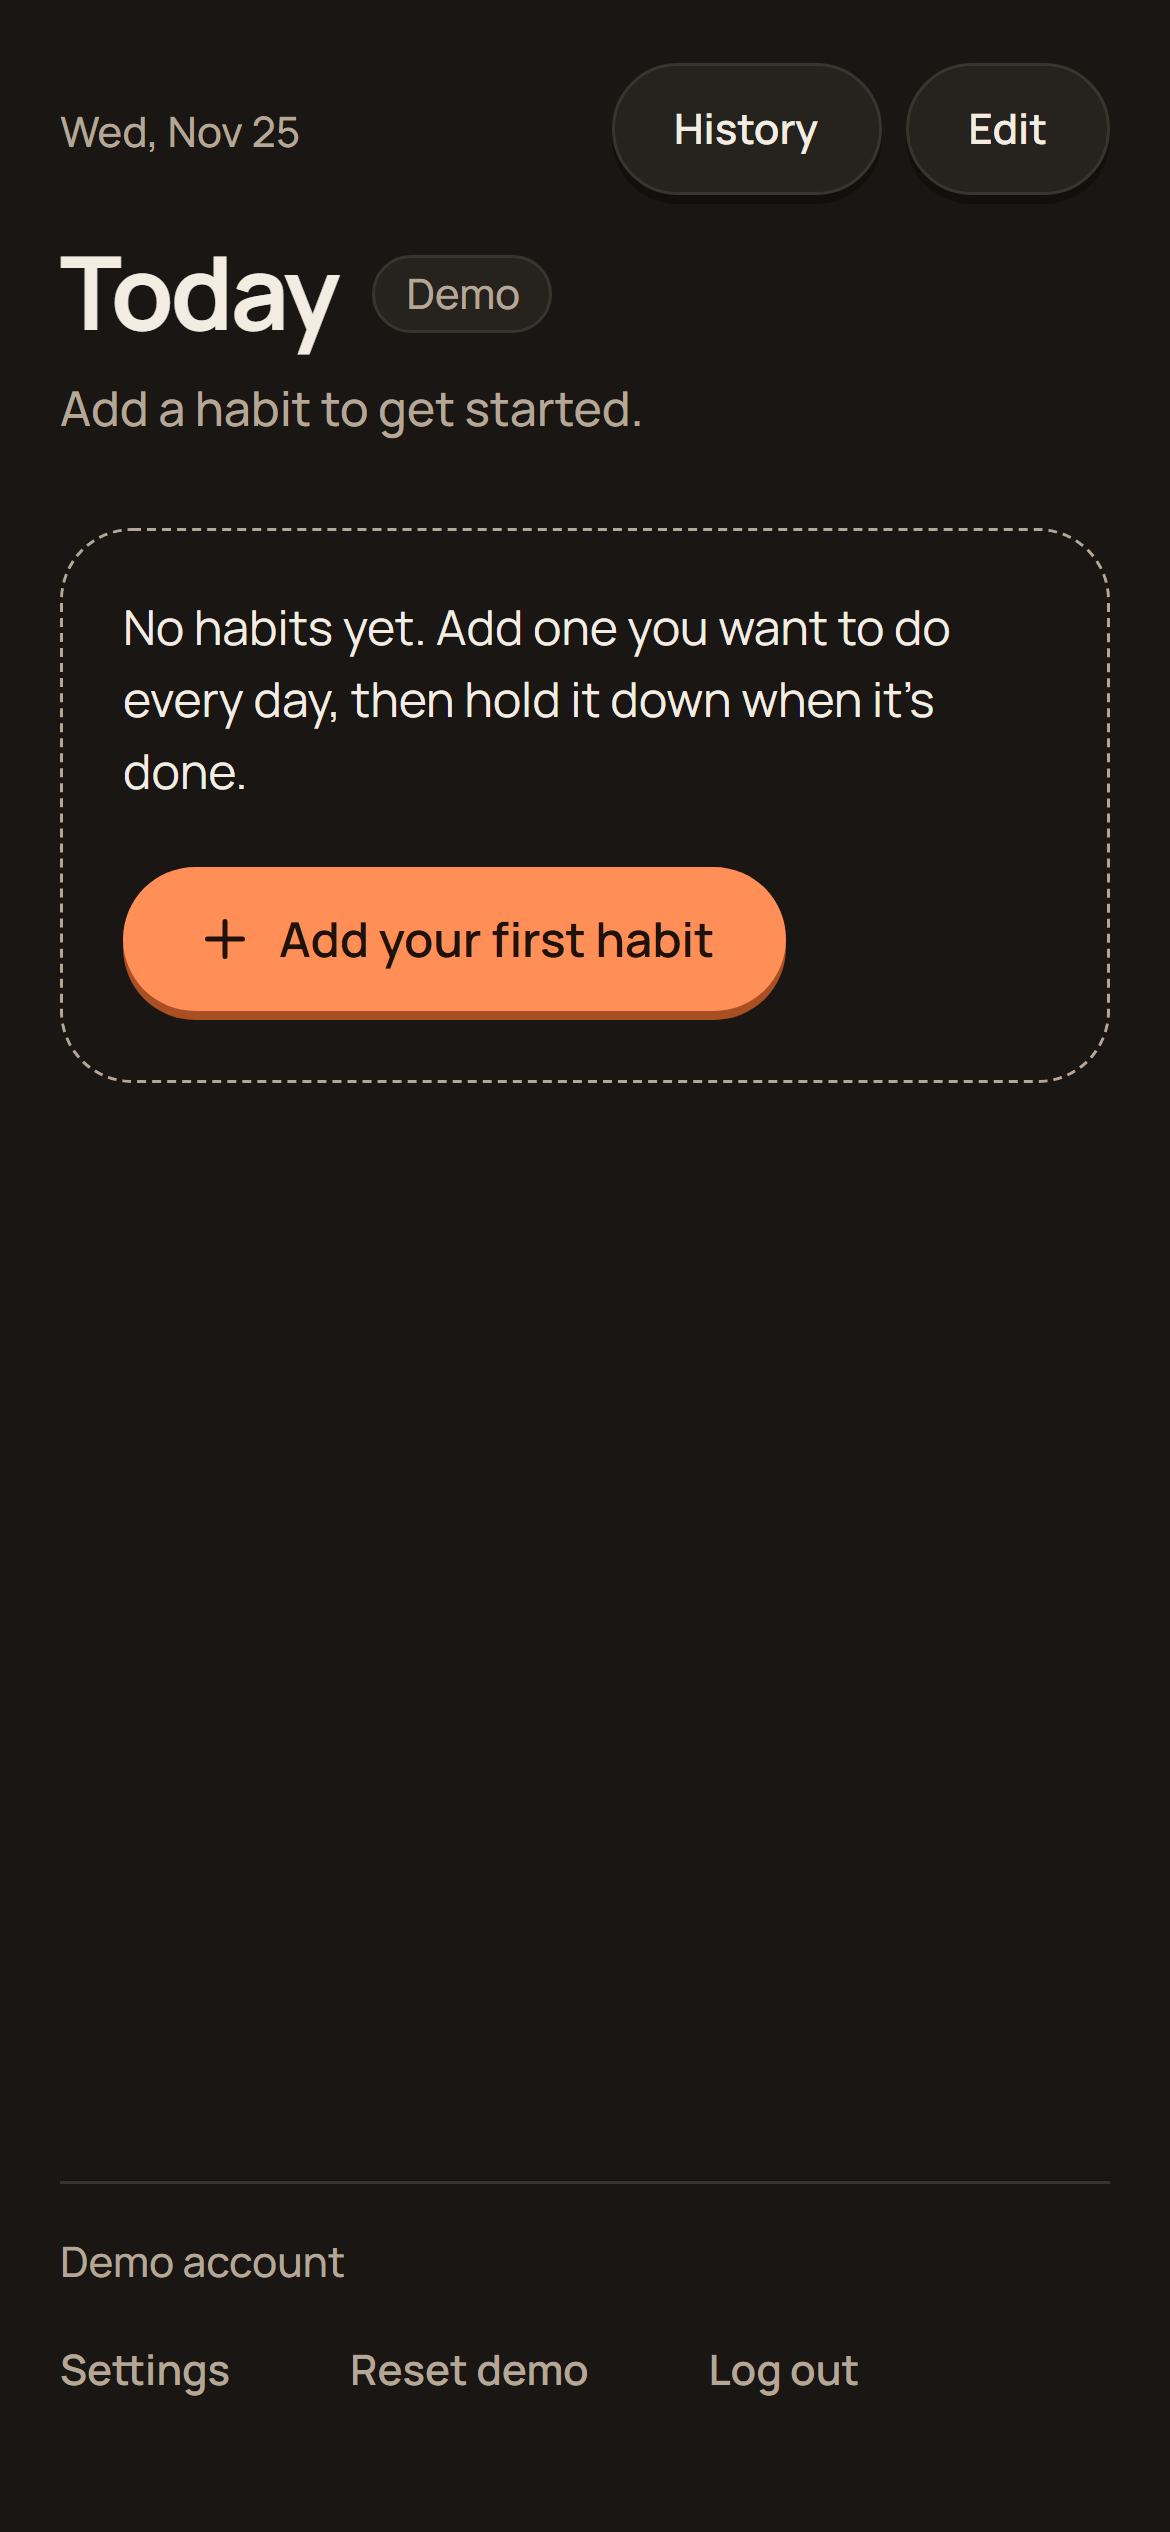 Wed, Nov 25
History
Edit
Today
Demo
Add a habit to get started.
No habits yet. Add one you want to do
every day, then hold it down when it’s
done.
Add your first habit
Demo account
Settings
Reset demo
Log out